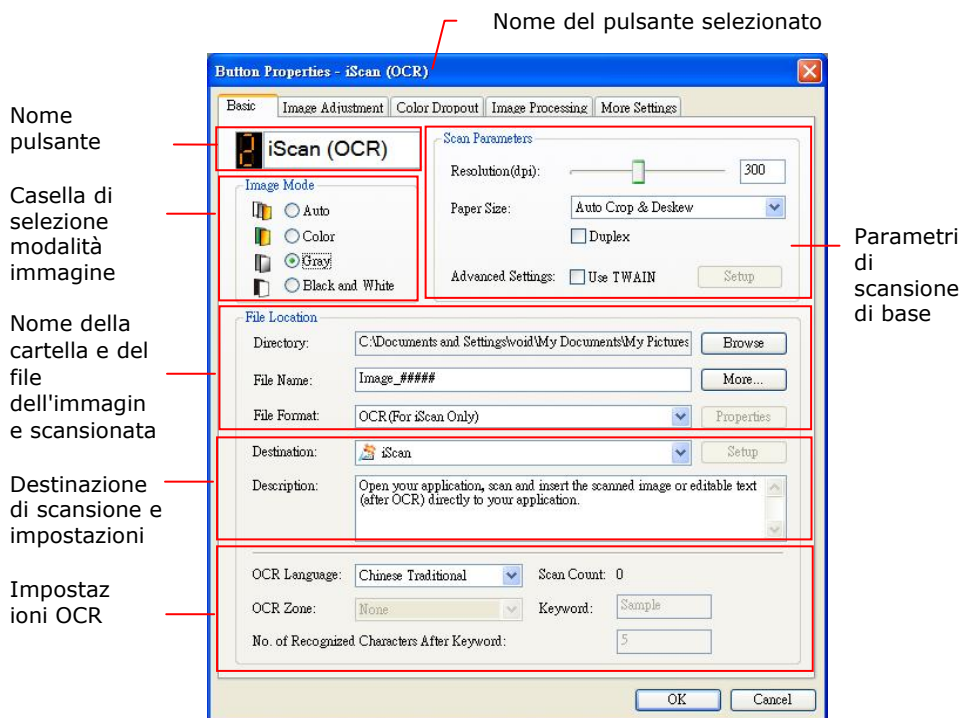 Nome del pulsante selezionato
Button Properties - iScan (OCR)
Basic Image Adjustment Color Dropout Image Processing More Settings
Nome
pulsante
2 iScan (OCR)
Casella di
selezione
modalità
immagine
Image Mode
Auto
Color
Gray
Black and White
Scan Parameters
Resolution(dpi): 300
Paper Size: Auto Crop & Deskew
Duplex
Advanced Settings: Use TWAIN Setup
Parametri
di
scansione
di base
Nome della
cartella e del
file
dell'immagin
e scansionata
File Location
Directory: C:\Documents and Settings\void\My Documents\My Pictures Browse
File Name: Image_##### More...
File Format: OCR(For iScan Only) Properties
Destinazione
di scansione e
impostazioni
Destination: iScan Setup
Description: Open your application, scan and insert the scanned image or editable text
(after OCR) directly to your application.
Impostaz
ioni OCR
OCR Language: Chinese Traditional Scan Count: 0
OCR Zone: None Keyword: Sample
No. of Recognized Characters After Keyword: 5
OK Cancel